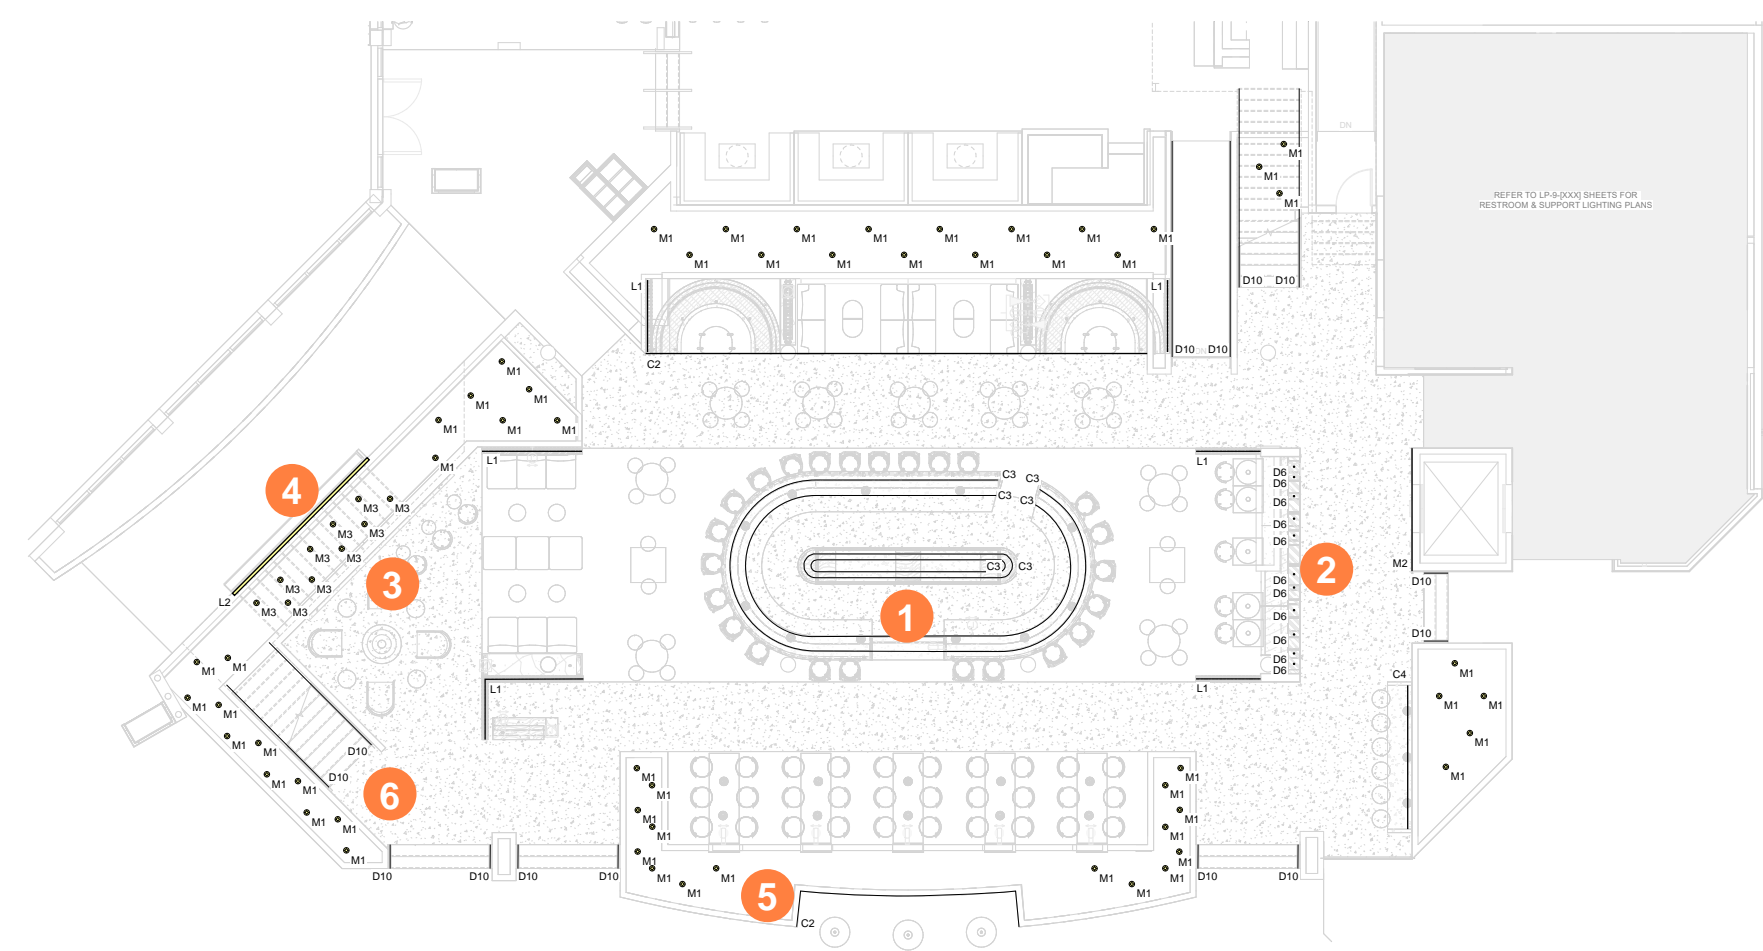 DN
M1
M1
M1
REFER TO LP-9-[XXX] SHEETS FOR
RESTROOM & SUPPORT LIGHTING PLANS
M1 M1 M1 M1 M1 M1 M1 M1
M1 M1 M1 M1 M1 M1 M1
L1 L1 D10 D10
D10 D10
C2
M1
M1
M1
M1 M1 M1
M1
L1 L1
4
C3 C3
C3 C3
D6
D6
D6
D6
D6
M3 M3
M3 M3
M3 M3
M3 M3
M3 M3
3
L2
C3 C3
2
M2
D10
D6
D6
D6
D6
D6
D6
1
D10
M1 M1
M1 M1
M1 M1
M1 M1
M1 M1
M1
L1 L1
C4
M1
M1 M1
M1
M1
D10
D10
6
M1
M1
M1
M1
M1
M1 M1
M1
M1
M1
M1
M1
M1
M1 M1
M1
D10 D10 D10 D10
D10 D10
5
C2